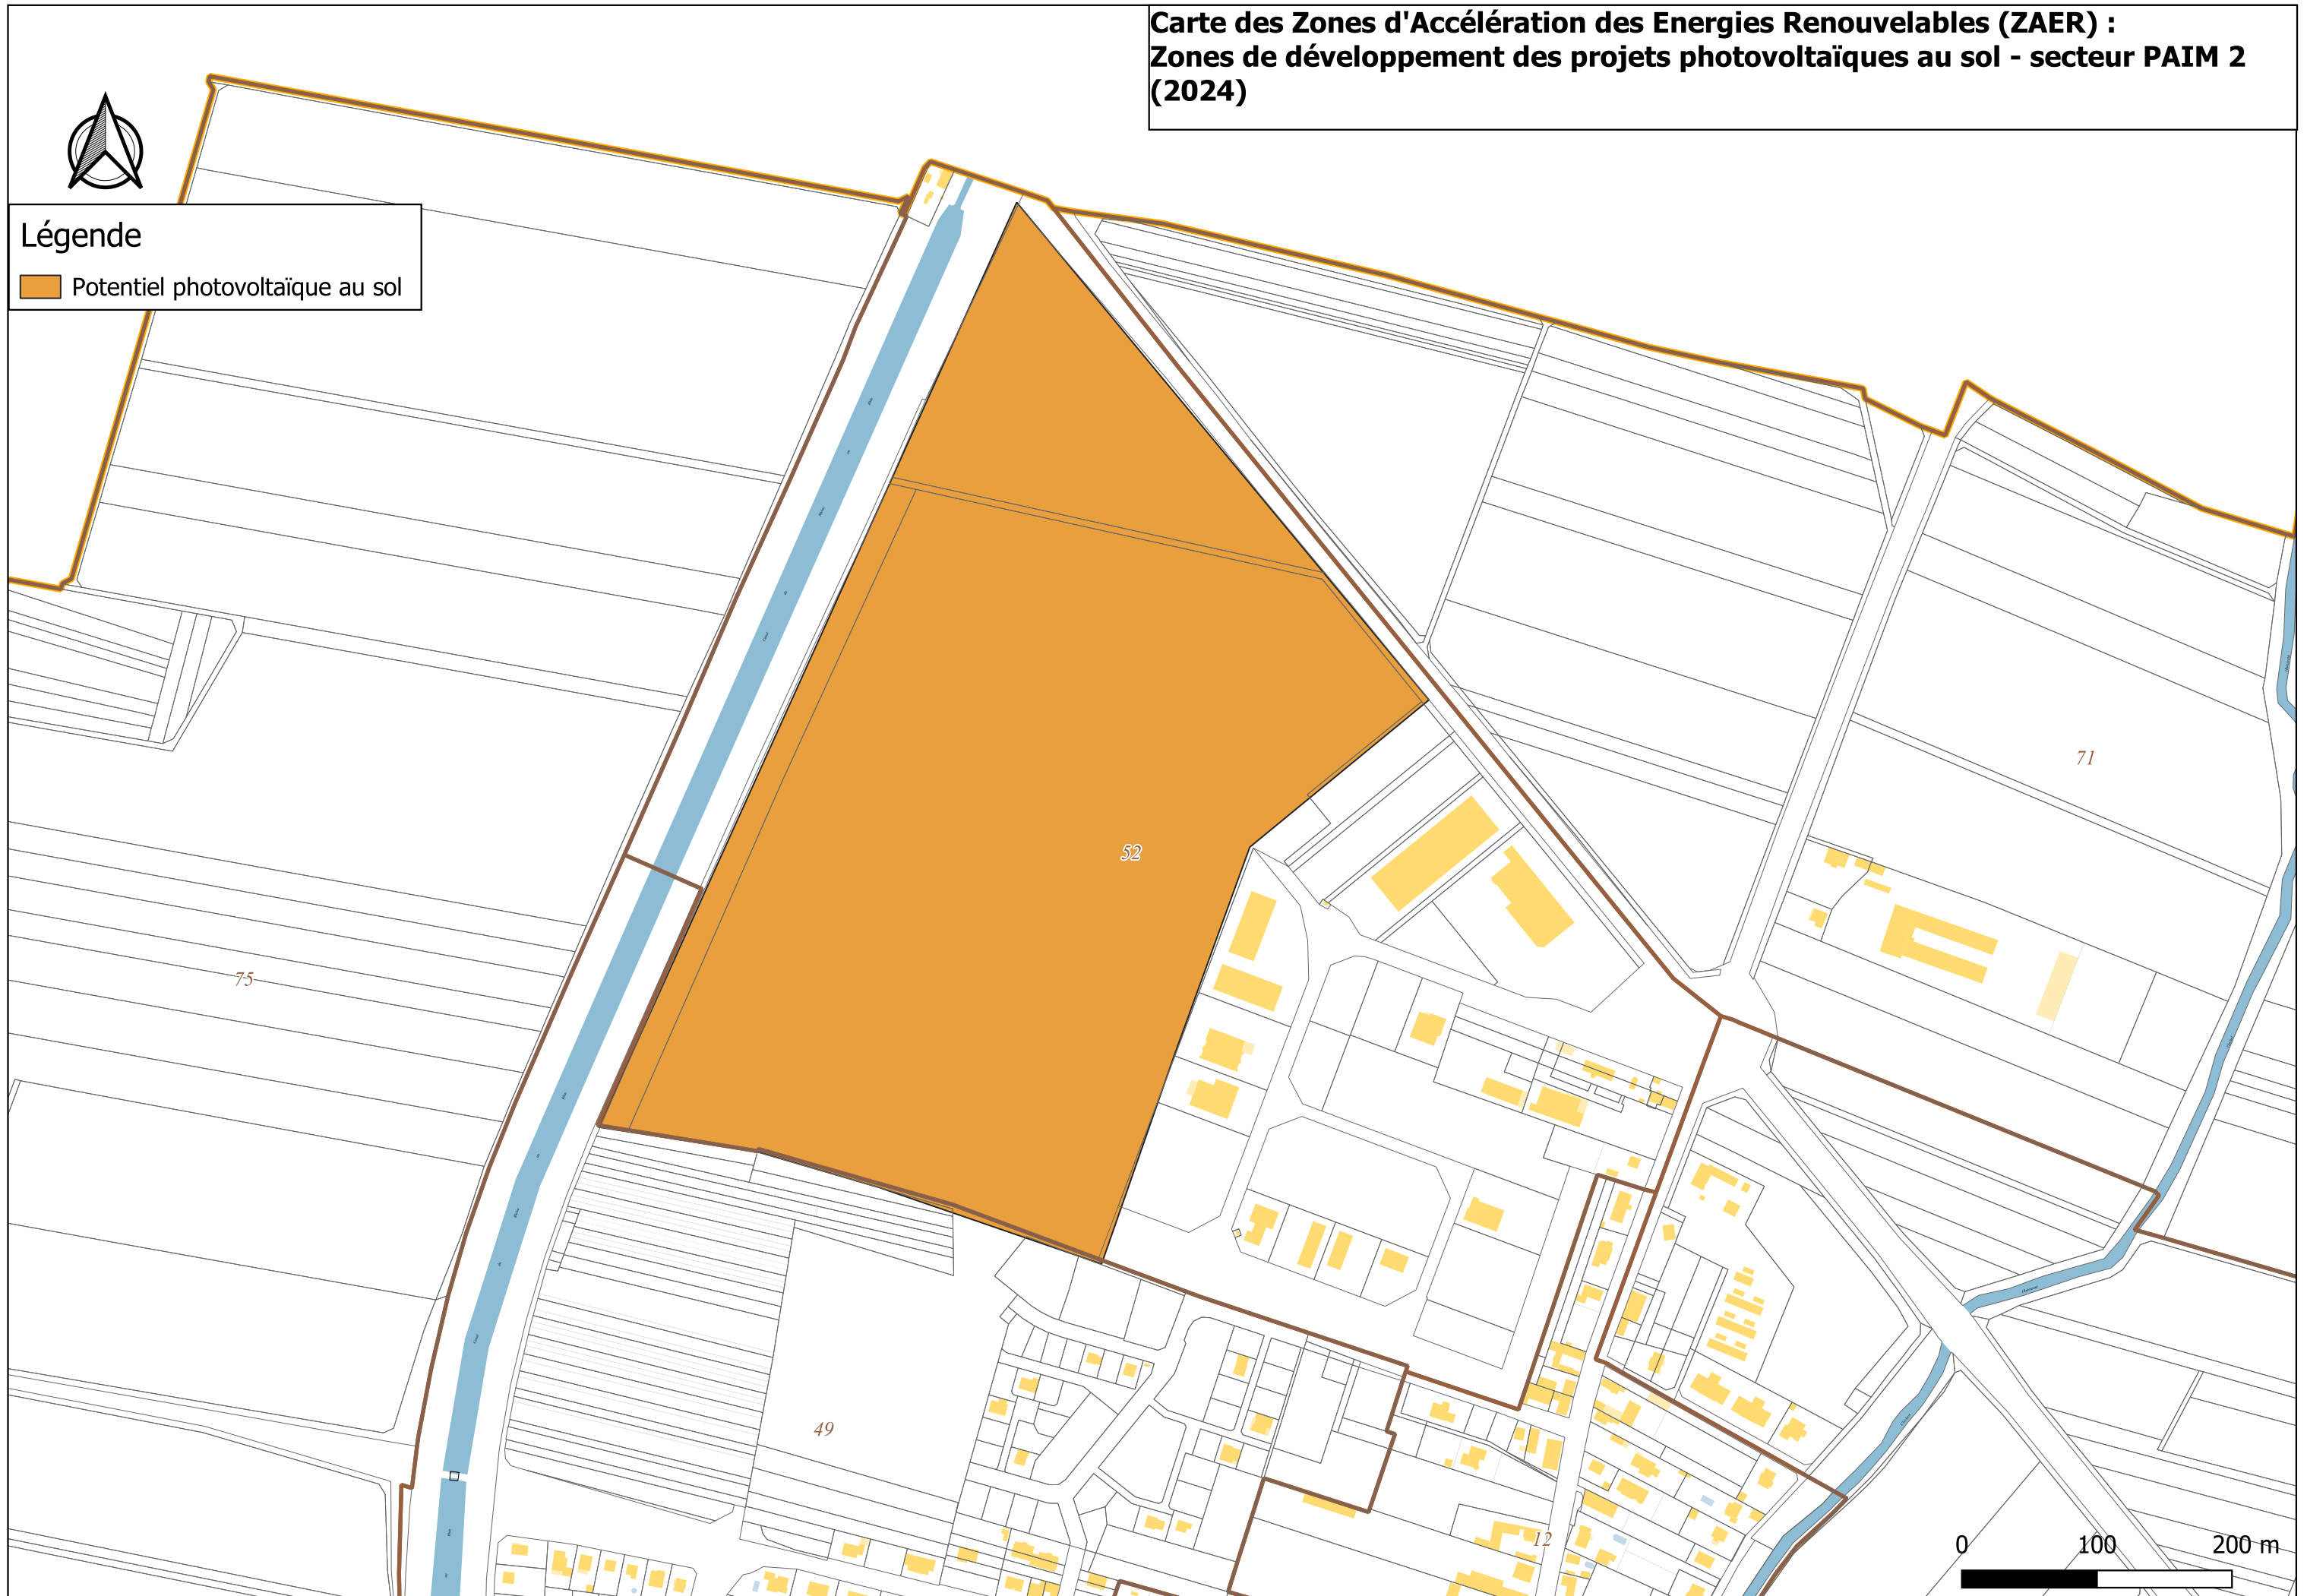 Carte des Zones d'Accélération des Energies Renouvelables (ZAER) :
Zones de développement des projets photovoltaïques au sol - secteur PAIM 2
(2024)
Légende
Potentiel photovoltaïque au sol
71
52
75
49
12
0 100 200 m